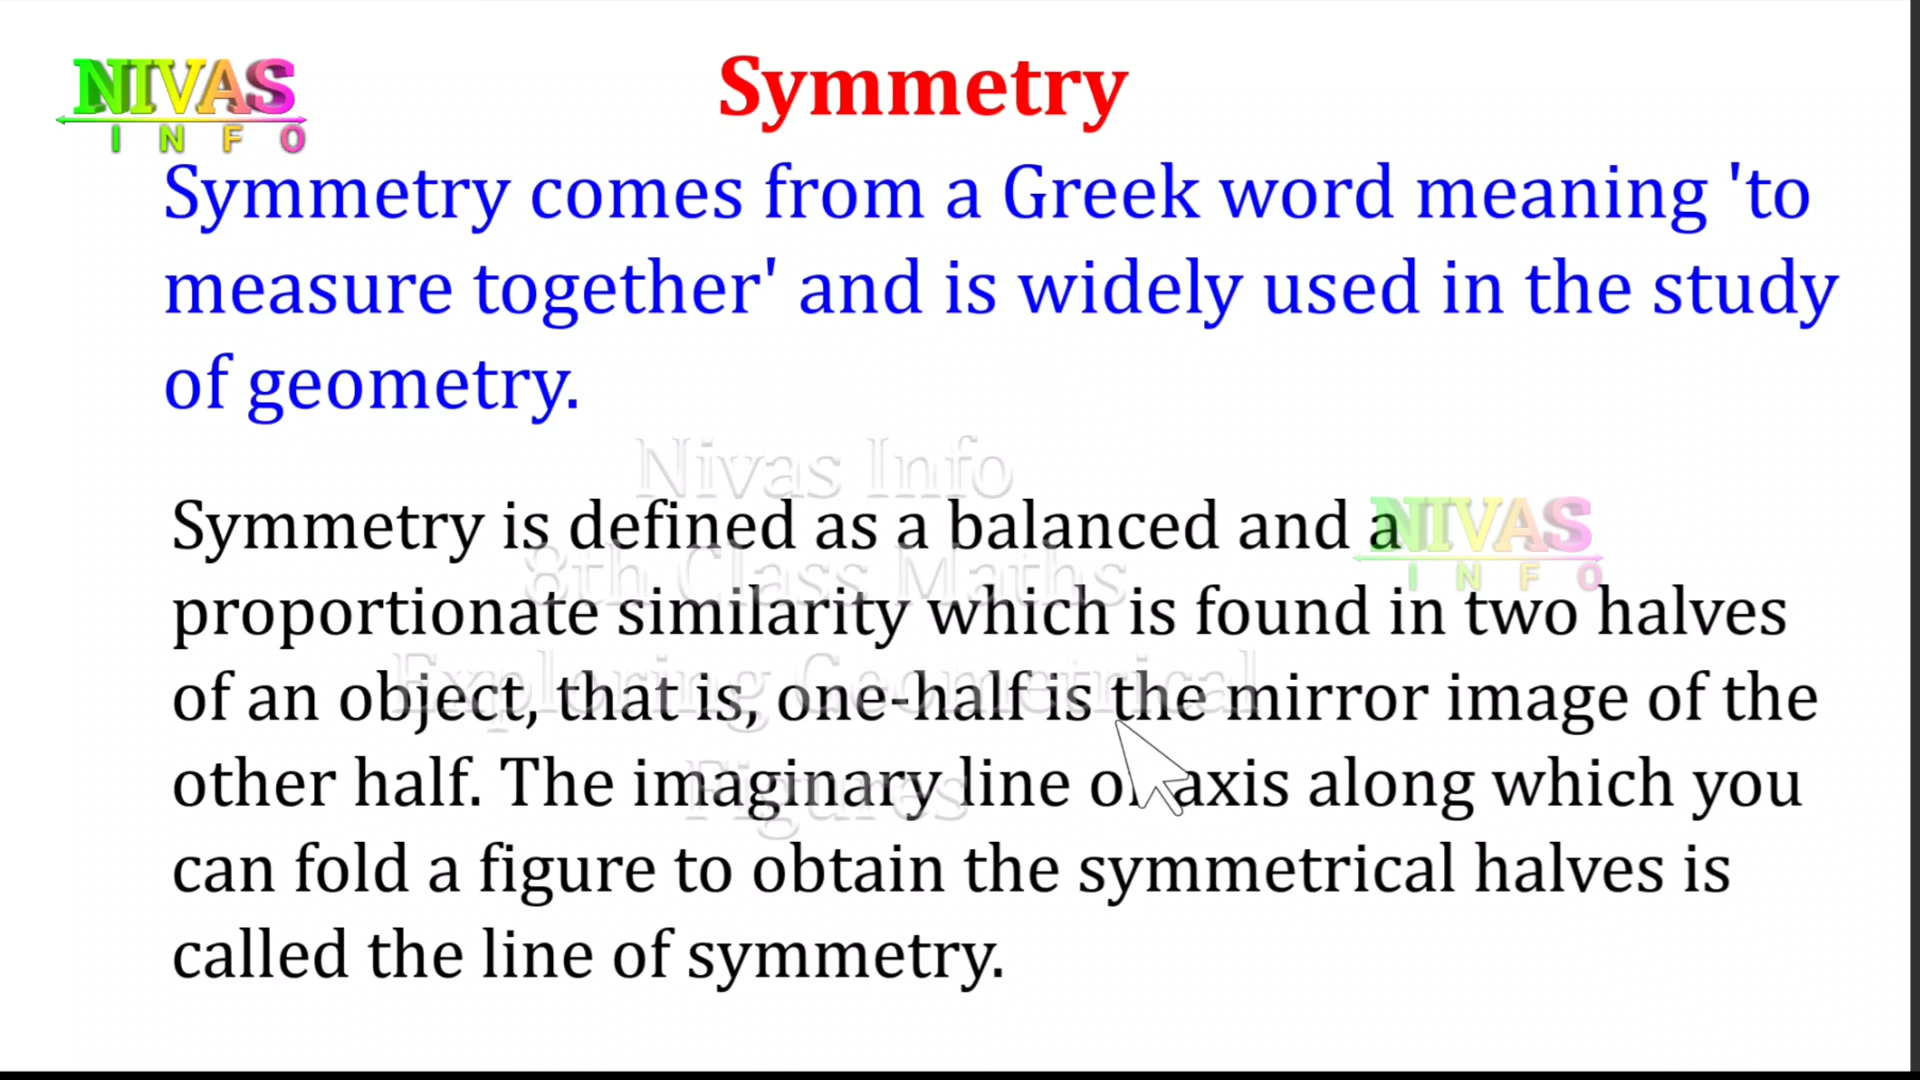 NIVAS
INFO
Symmetry
Symmetry comes from a Greek word meaning 'to
measure together' and is widely used in the study
of geometry.
Nivas Info
Symmetry is defined as a balanced and a
NIVAS
INFO
8th Class Maths
proportionate similarity which is found in two halves
Exploring Geometrical
of an object, that is, one-half is the mirror image of the
other half. The imaginary line or axis along which you
Figures
can fold a figure to obtain the symmetrical halves is
called the line of symmetry.